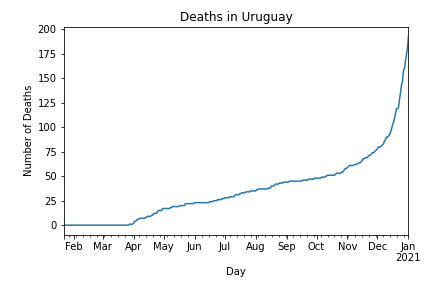 Deaths in Uruguay
200
175
150
125
100
75
50
25
0
Number of Deaths
Feb Mar Apr May Jun Jul Aug Sep Oct Nov Dec Jan
2021
Day